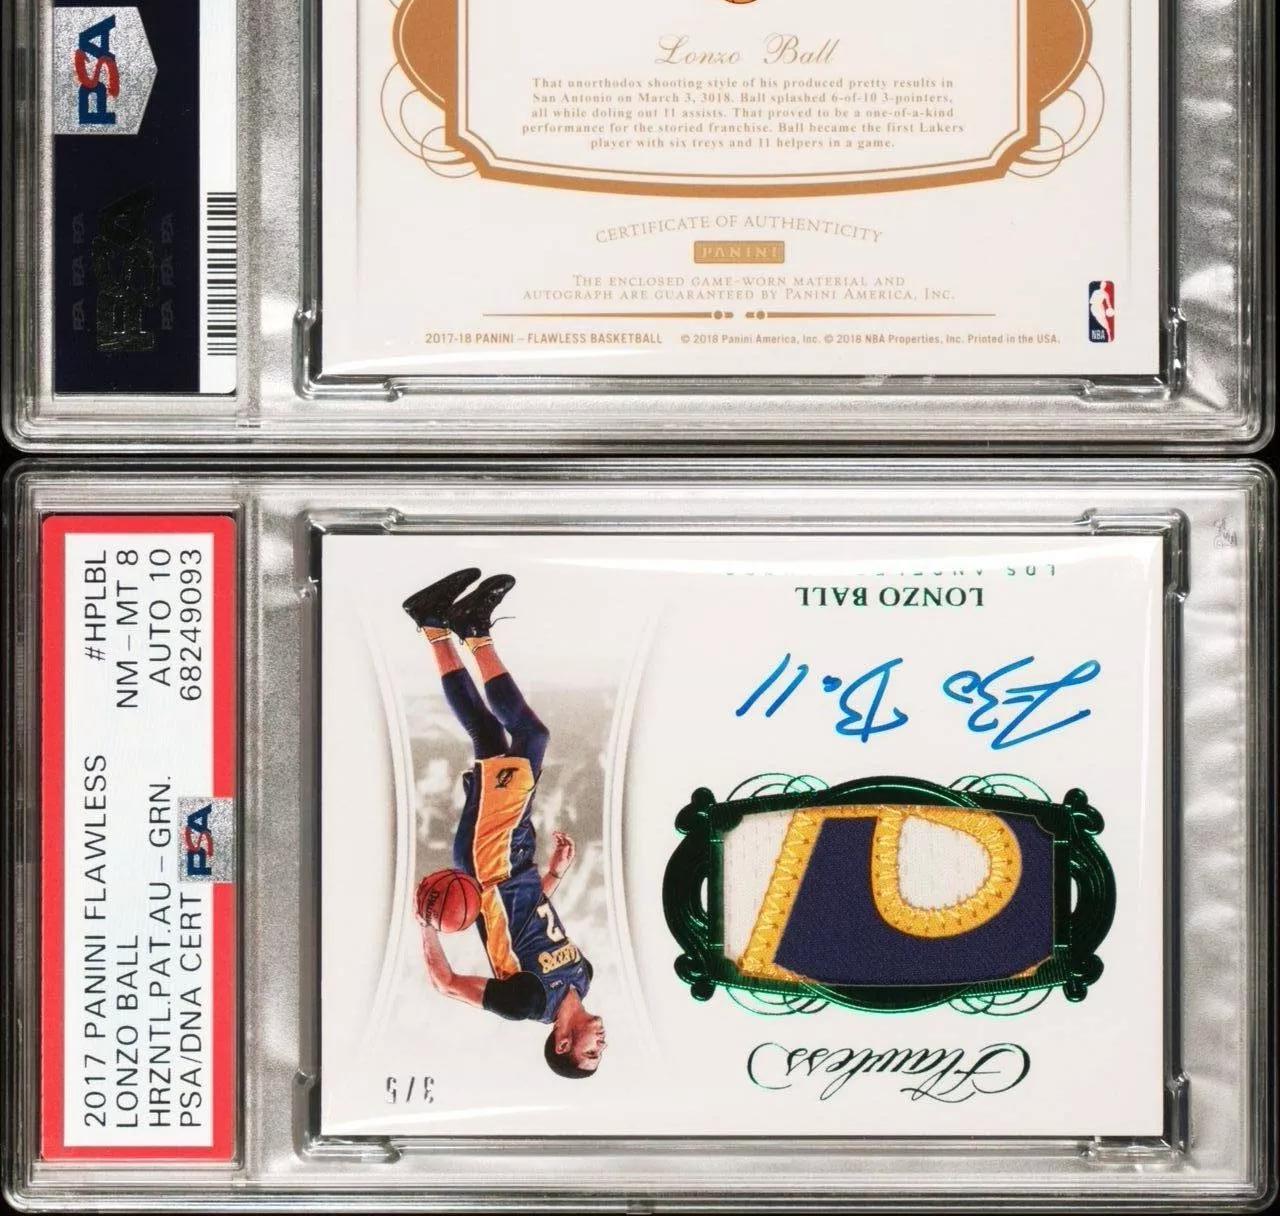 PSA
Lonzo Ball
That unorthodox shooting style of his produced pretty results in
San Antonio on March 3, 3018. Ball splashed 6-of-10 3-pointers,
all while doling out 11 assists. That proved to be a one-of-a-kind
performance for the storied franchise. Ball became the first Lakers
player with six treys and 11 helpers in a game.
CERTIFICATE OF AUTHENTICITY
PANINI
THE ENCLOSED GAME-WORN MATERIAL AND
AUTOGRAPH ARE GUARANTEED BY PANINI AMERICA, INC.
NBA
2017-18 PANINI – FLAWLESS BASKETBALL © 2018 Panini America, Inc. © 2018 NBA Properties, Inc. Printed in the USA.
2017 PANINI FLAWLESS #HPLBL
LONZO BALL NM – MT 8
HRZNTL.PAT.AU – GRN. AUTO 10
PSA/DNA CERT PSA 68249093
Flawless
LONZO BALL
LOS ANGELES
3/5
LAKERS
2